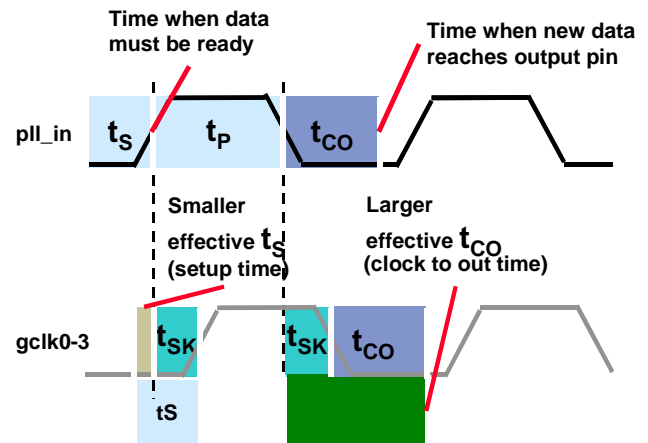 Time when data
must be ready
Time when new data
reaches output pin
pll_in
tS
tP
tCO
Smaller
effective tS
(setup time)
Larger
effective tCO
(clock to out time)
gclk0-3
tSK
tSK
tCO
tS